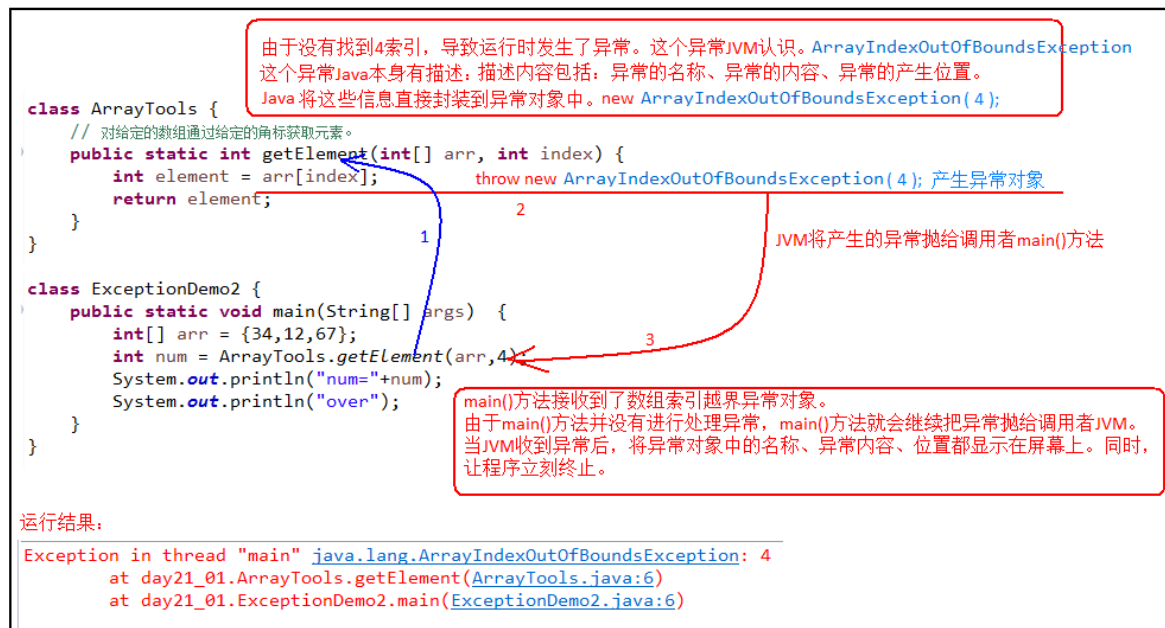 由于没有找到4索引，导致运行时发生了异常。这个异常JVM认识。ArrayIndexOutOfBoundsException
这个异常Java本身有描述：描述内容包括：异常的名称、异常的内容、异常的产生位置。
Java 将这些信息直接封装到异常对象中。new ArrayIndexOutOfBoundsException( 4 );
class ArrayTools {
// 对给定的数组通过给定的角标获取元素。
public static int getElement(int[] arr, int index) {
int element = arr[index]; throw new ArrayIndexOutOfBoundsException( 4 ); 产生异常对象
return element;
2
}
1
JVM将产生的异常抛给调用者main()方法
}
class ExceptionDemo2 {
public static void main(String[] args) {
int[] arr = {34,12,67};
3
int num = ArrayTools.getElement(arr,4);
System.out.println("num="+num);
System.out.println("over");
}
}
main()方法接收到了数组索引越界异常对象。
由于main()方法并没有进行处理异常，main()方法就会继续把异常抛给调用者JVM。
当JVM收到异常后，将异常对象中的名称、异常内容、位置都显示在屏幕上。同时，
让程序立刻终止。
运行结果：
Exception in thread "main" java.lang.ArrayIndexOutOfBoundsException: 4
at day21_01.ArrayTools.getElement(ArrayTools.java:6)
at day21_01.ExceptionDemo2.main(ExceptionDemo2.java:6)